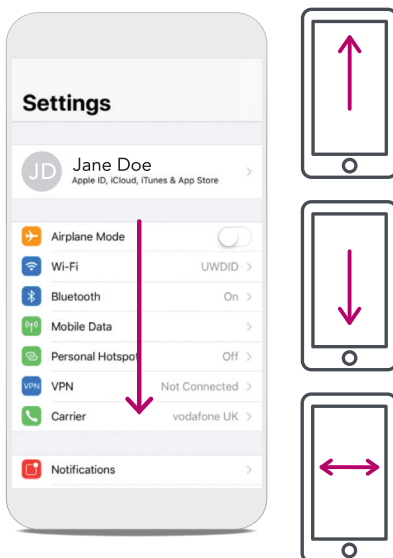 Settings
JD Jane Doe
Apple ID, iCloud, iTunes & App Store
Airplane Mode
Wi-Fi UWDID
Bluetooth On
Mobile Data
Personal Hotspot Off
VPN VPN Not Connected
Carrier vodafone UK
Notifications